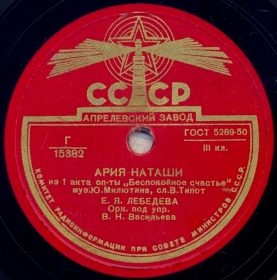 СССР
АПРЕЛЕВСКИЙ ЗАВОД
Г
15382
ГОСТ 5289-50
III кл.
АРИЯ НАТАШИ
из 1 акта оп-ты „Беспокойное счастье“
муз. Ю. Милютина, сл. В. Типот
Е. Я. ЛЕБЕДЕВА
Орк. под упр.
В. Н. Васильева
КОМИТЕТ РАДИОИНФОРМАЦИИ ПРИ СОВЕТЕ МИНИСТРОВ СССР.